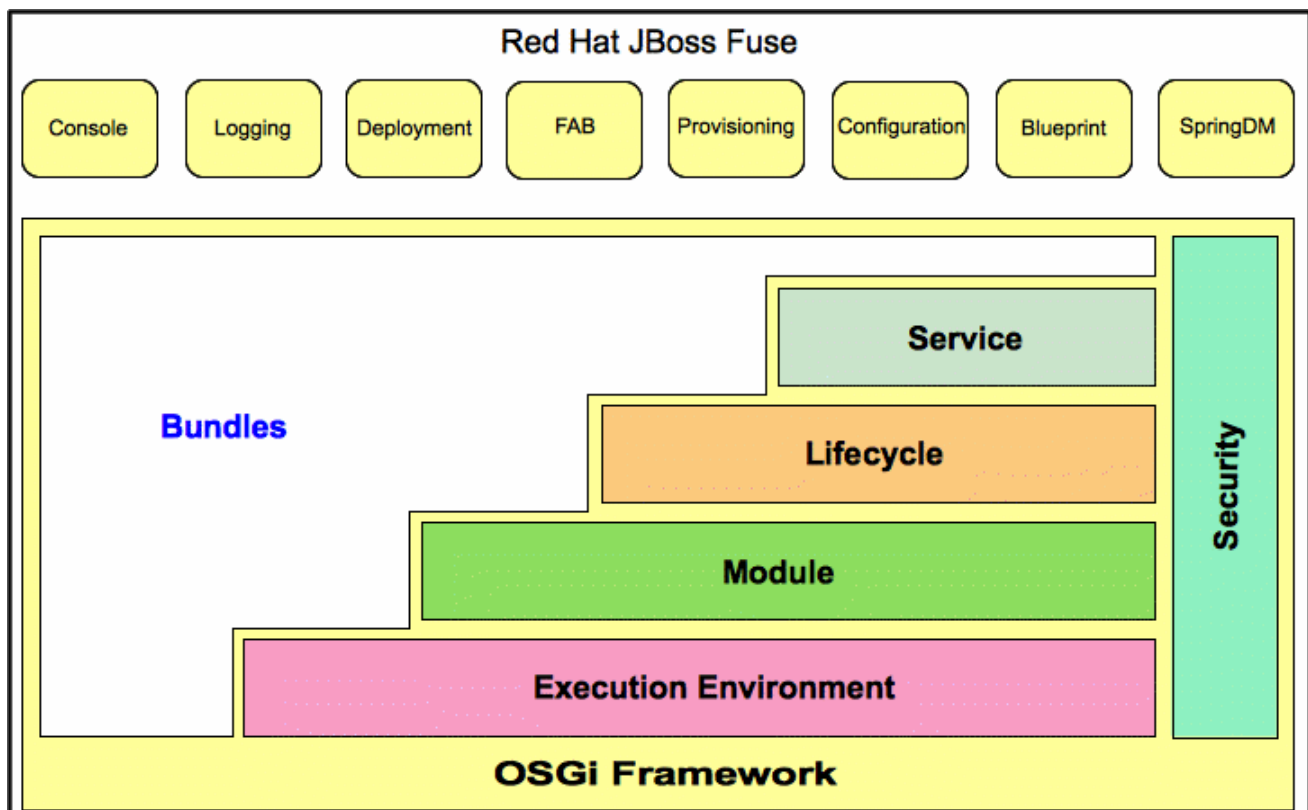 Red Hat JBoss Fuse
Console
Logging
Deployment
FAB
Provisioning
Configuration
Blueprint
SpringDM
Service
Bundles
Lifecycle
Security
Module
Execution Environment
OSGi Framework